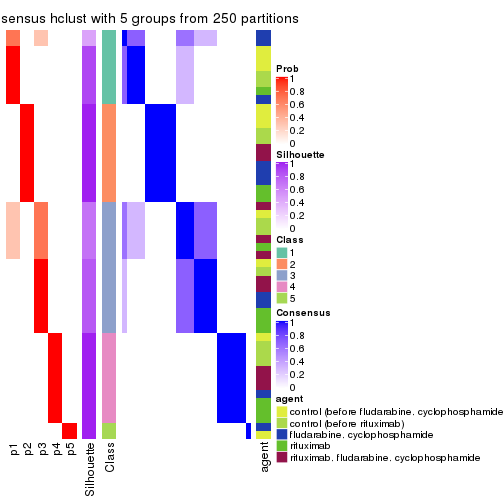 sensus hclust with 5 groups from 250 partitions
Prob
1
0.8
0.6
0.4
0.2
0
Silhouette
1
0.8
0.6
0.4
0.2
0
Class
1
2
3
4
5
Consensus
1
0.8
0.6
0.4
0.2
0
agent
control (before fludarabine. cyclophosphamide
control (before rituximab)
fludarabine. cyclophosphamide
rituximab
rituximab. fludarabine. cyclophosphamide
p1
p2
p3
p4
p5
Silhouette
Class
agent